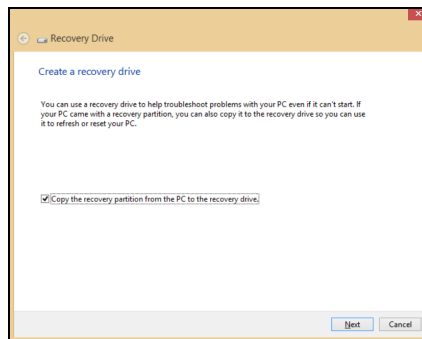 Recovery Drive
Create a recovery drive
You can use a recovery drive to help troubleshoot problems with your PC even if it can't start. If
your PC came with a recovery partition, you can also copy it to the recovery drive so you can use
it to refresh or reset your PC.
Copy the recovery partition from the PC to the recovery drive.
Next Cancel